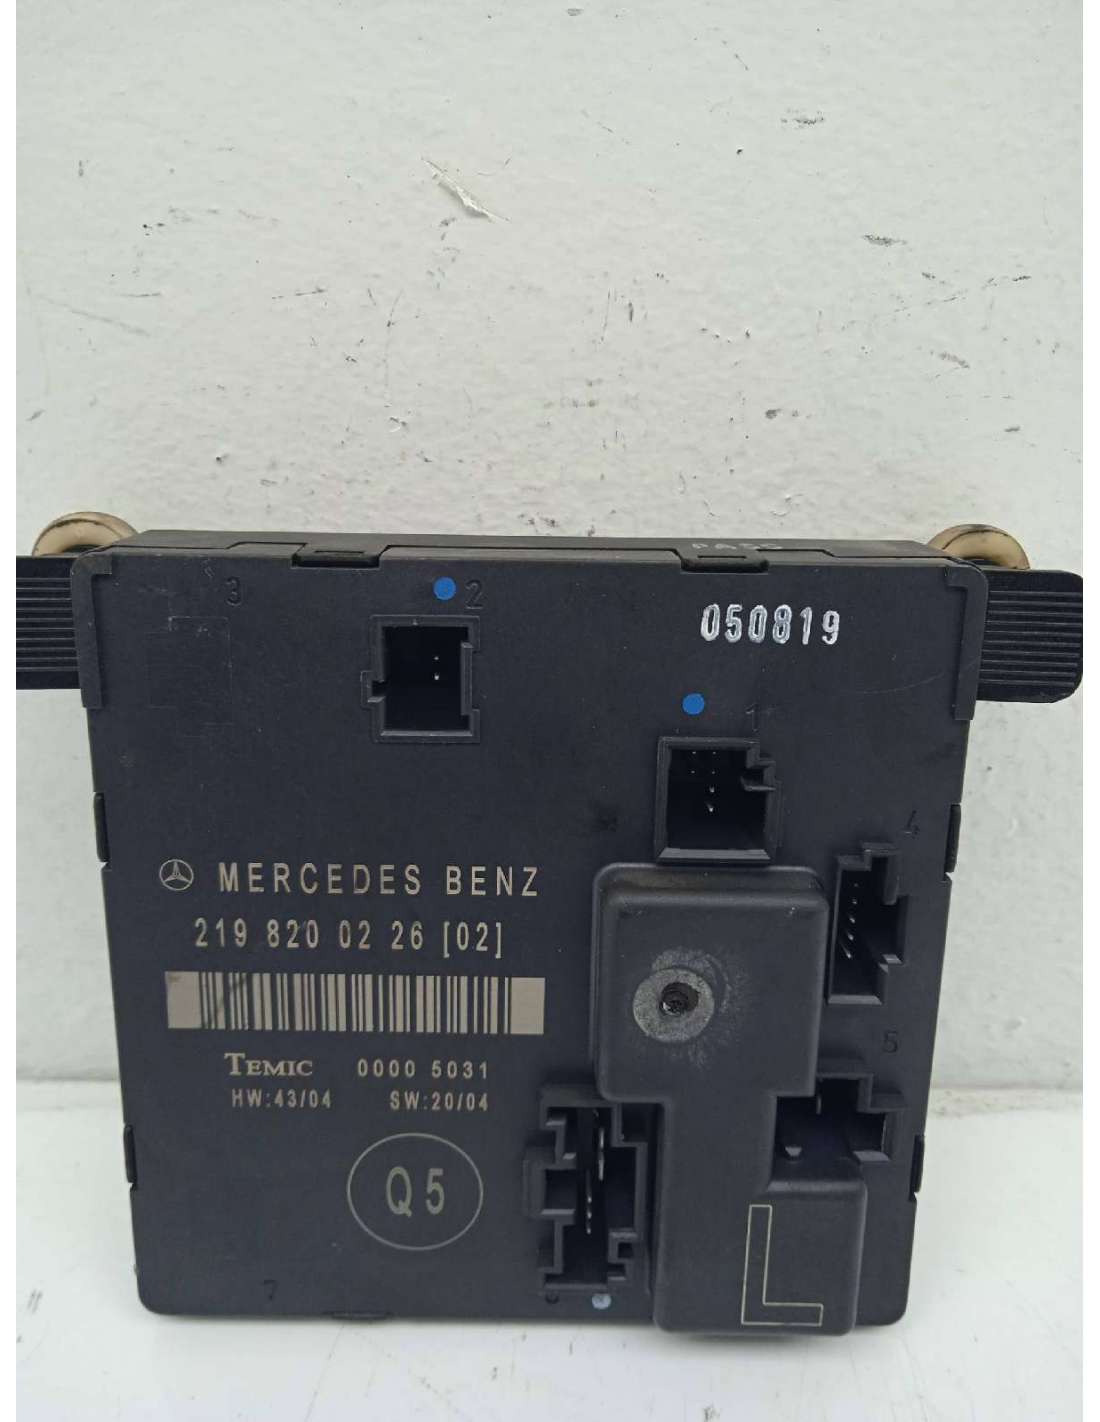 PASS
3
2
050819
1
4
MERCEDES BENZ
219 820 02 26 [02]
TEMIC 0000 5031
HW:43/04 SW:20/04
5
Q5
L
7